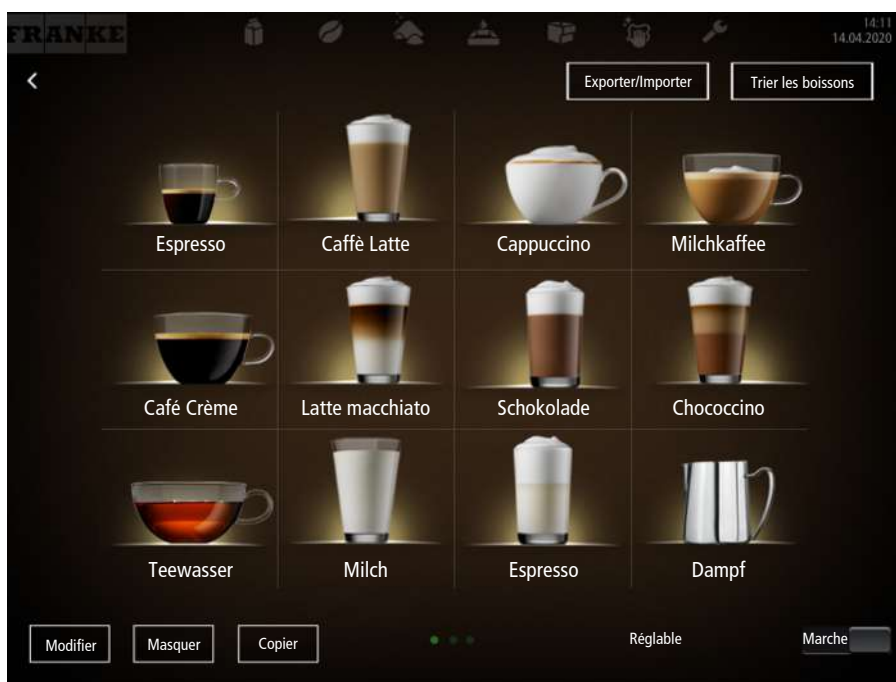 FRANKE
14:11
14.04.2020
Exporter/Importer
Trier les boissons
Espresso
Caffè Latte
Cappuccino
Milchkaffee
Café Crème
Latte macchiato
Schokolade
Chococcino
Teewasser
Milch
Espresso
Dampf
Modifier
Masquer
Copier
Réglable
Marche